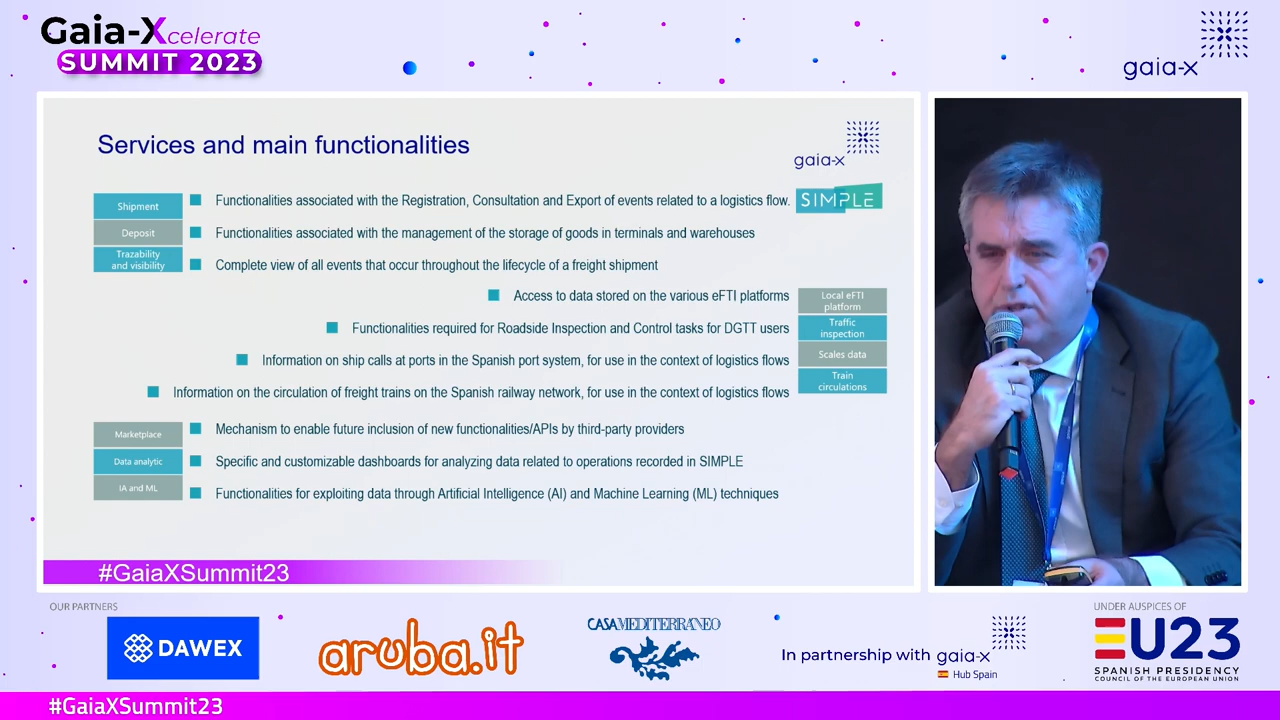 Gaia-Xcelerate
SUMMIT 2023
gaia-x
Services and main functionalities
gaia-x
SIMPLE
Shipment
Functionalities associated with the Registration, Consultation and Export of events related to a logistics flow.
Deposit
Functionalities associated with the management of the storage of goods in terminals and warehouses
Trazability
and visibility
Complete view of all events that occur throughout the lifecycle of a freight shipment
Access to data stored on the various eFTI platforms
Local eFTI
platform
Functionalities required for Roadside Inspection and Control tasks for DGTT users
Traffic
inspection
Information on ship calls at ports in the Spanish port system, for use in the context of logistics flows
Scales data
Information on the circulation of freight trains on the Spanish railway network, for use in the context of logistics flows
Train
circulations
Marketplace
Mechanism to enable future inclusion of new functionalities/APIs by third-party providers
Data analytic
Specific and customizable dashboards for analyzing data related to operations recorded in SIMPLE
IA and ML
Functionalities for exploiting data through Artificial Intelligence (AI) and Machine Learning (ML) techniques
#GaiaXSummit23
OUR PARTNERS
DAWEX
aruba.it
CASAMEDITERRANEO
In partnership with gaia-x
Hub Spain
UNDER AUSPICES OF
EU23
SPANISH PRESIDENCY
COUNCIL OF THE EUROPEAN UNION
#GaiaXSummit23